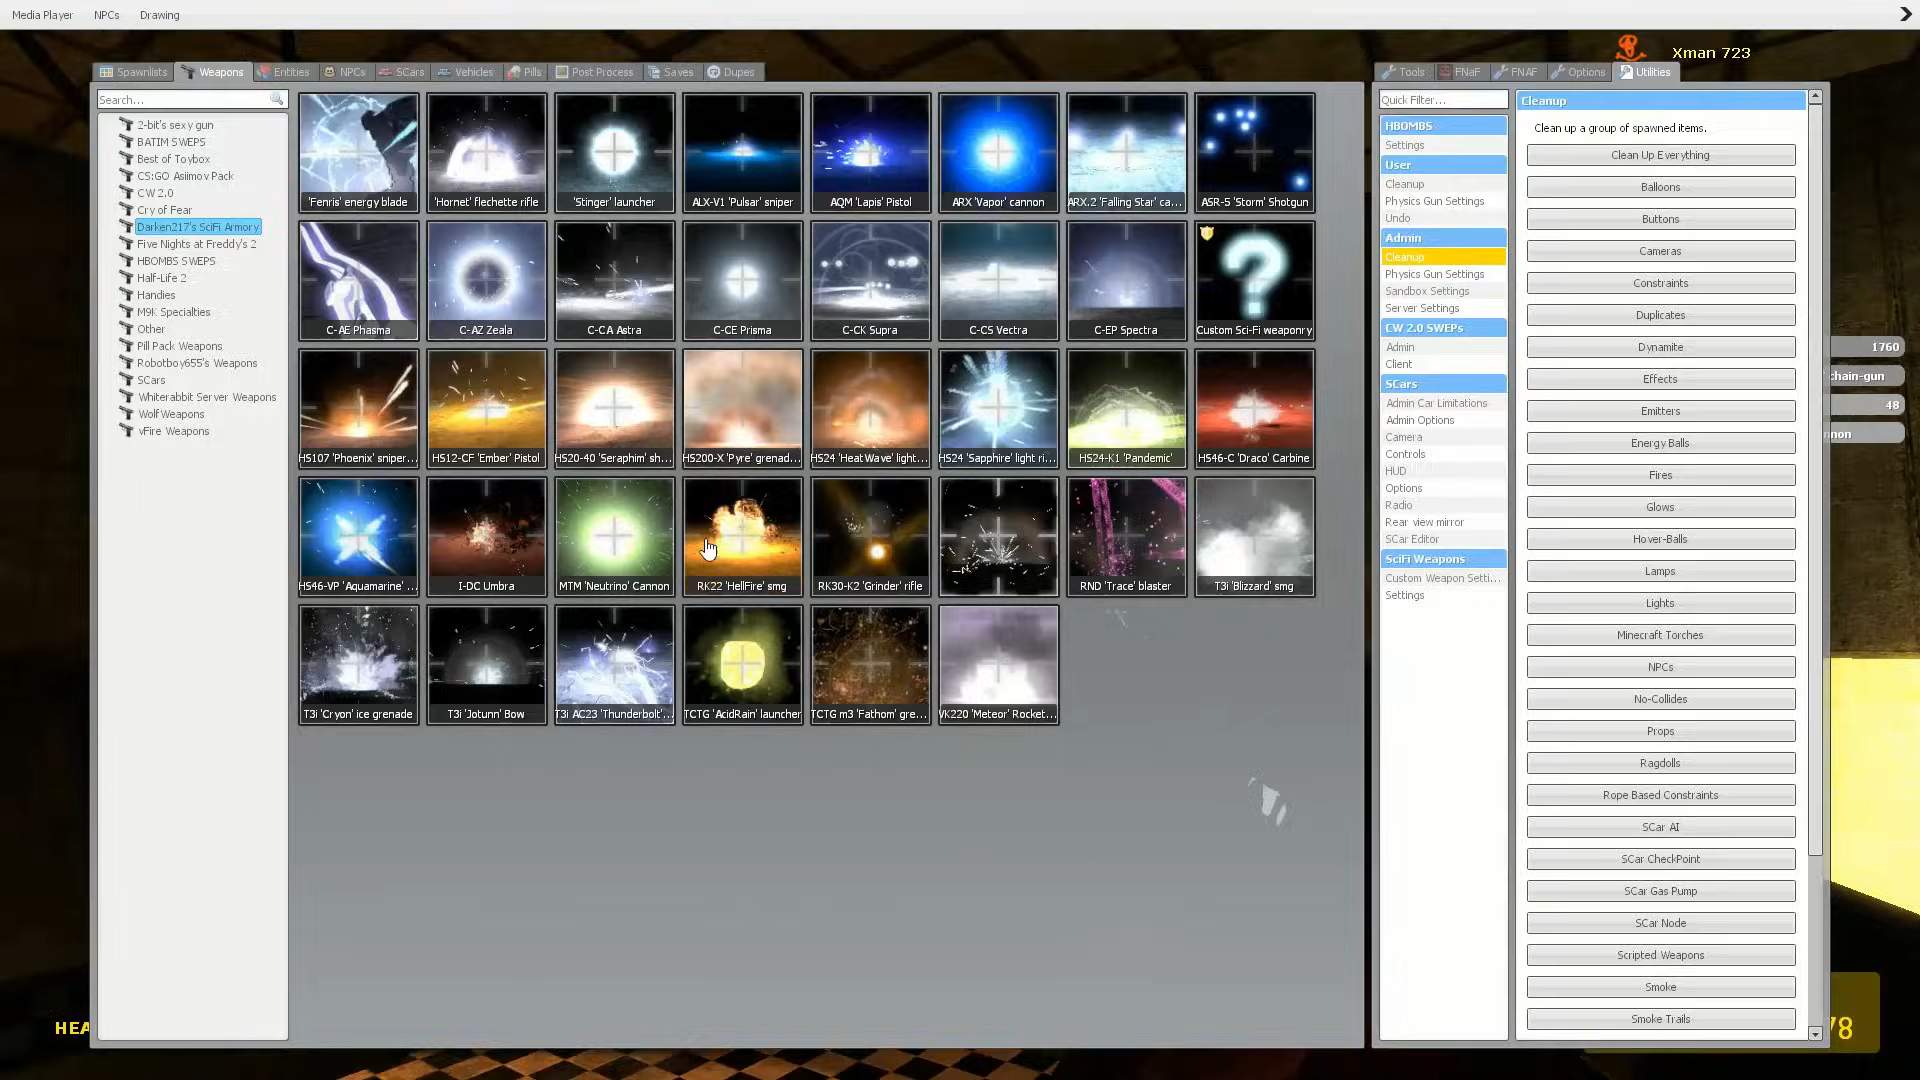 Media Player NPCs Drawing
Xman 723
Spawnlists Weapons Entities NPCs SCars Vehicles Pills Post Process Saves Dupes
Tools FNaF FNAF Options Utilities
Search...
2-bit's sexy gun
BATIM SWEPS
Best of Toybox
CS:GO Asiimov Pack
CW 2.0
Cry of Fear
Darken217's SciFi Armory
Five Nights at Freddy's 2
HBOMBS SWEPS
Half-Life 2
Handies
M9K Specialties
Other
Pill Pack Weapons
Robotboy655's Weapons
SCars
Whiterabbit Server Weapons
Wolf Weapons
vFire Weapons
'Fenris' energy blade 'Hornet' flechette rifle 'Stinger' launcher ALX-V1 'Pulsar' sniper AQM 'Lapis' Pistol ARX 'Vapor' cannon ARX.2 'Falling Star' ca... ASR-5 'Storm' Shotgun
C-AE Phasma C-AZ Zeala C-CA Astra C-CE Prisma C-CK Supra C-CS Vectra C-EP Spectra Custom Sci-Fi weaponry
HS107 'Phoenix' sniper... HS12-CF 'Ember' Pistol HS20-40 'Seraphim' sh... HS200-X 'Pyre' grenad... HS24 'HeatWave' light... HS24 'Sapphire' light ri... HS24-K1 'Pandemic' HS46-C 'Draco' Carbine
HS46-VP 'Aquamarine' ... I-DC Umbra MTM 'Neutrino' Cannon RK22 'HellFire' smg RK30-K2 'Grinder' rifle RND 'Trace' blaster T3i 'Blizzard' smg
T3i 'Cryon' ice grenade T3i 'Jotunn' Bow T3i AC23 'Thunderbolt'... TCTG 'AcidRain' launcher TCTG m3 'Fathom' gre... VK220 'Meteor' Rocket...
Quick Filter...
HBOMBS
Settings
User
Cleanup
Physics Gun Settings
Undo
Admin
Cleanup
Physics Gun Settings
Sandbox Settings
Server Settings
CW 2.0 SWEPs
Admin
Client
SCars
Admin Car Limitations
Admin Options
Camera
Controls
HUD
Options
Radio
Rear view mirror
SCar Editor
SciFi Weapons
Custom Weapon Setti...
Settings
Cleanup
Clean up a group of spawned items.
Clean Up Everything
Balloons
Buttons
Cameras
Constraints
Duplicates
Dynamite
Effects
Emitters
Energy Balls
Fires
Glows
Hover-Balls
Lamps
Lights
Minecraft Torches
NPCs
No-Collides
Props
Ragdolls
Rope Based Constraints
SCar AI
SCar CheckPoint
SCar Gas Pump
SCar Node
Scripted Weapons
Smoke
Smoke Trails
1760
chain-gun
48
nnon
HEA
78